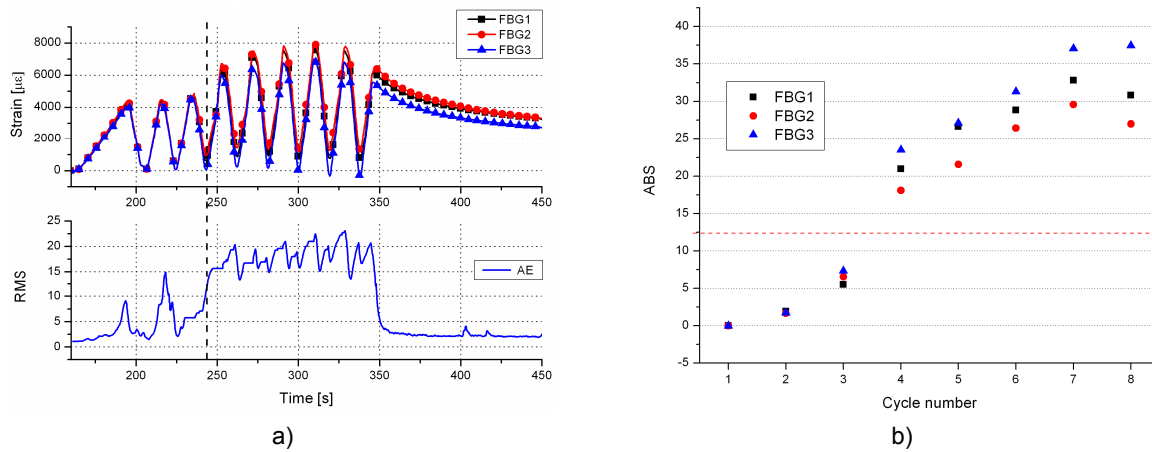 FBG1
FBG2
FBG3
8000
6000
4000
2000
0
Strain [με]
200 250 300 350 400 450
25
20
15
10
5
0
RMS
AE
200 250 300 350 400 450
Time [s]
a)
40
35
30
25
20
15
10
5
0
-5
ABS
FBG1
FBG2
FBG3
1 2 3 4 5 6 7 8
Cycle number
b)